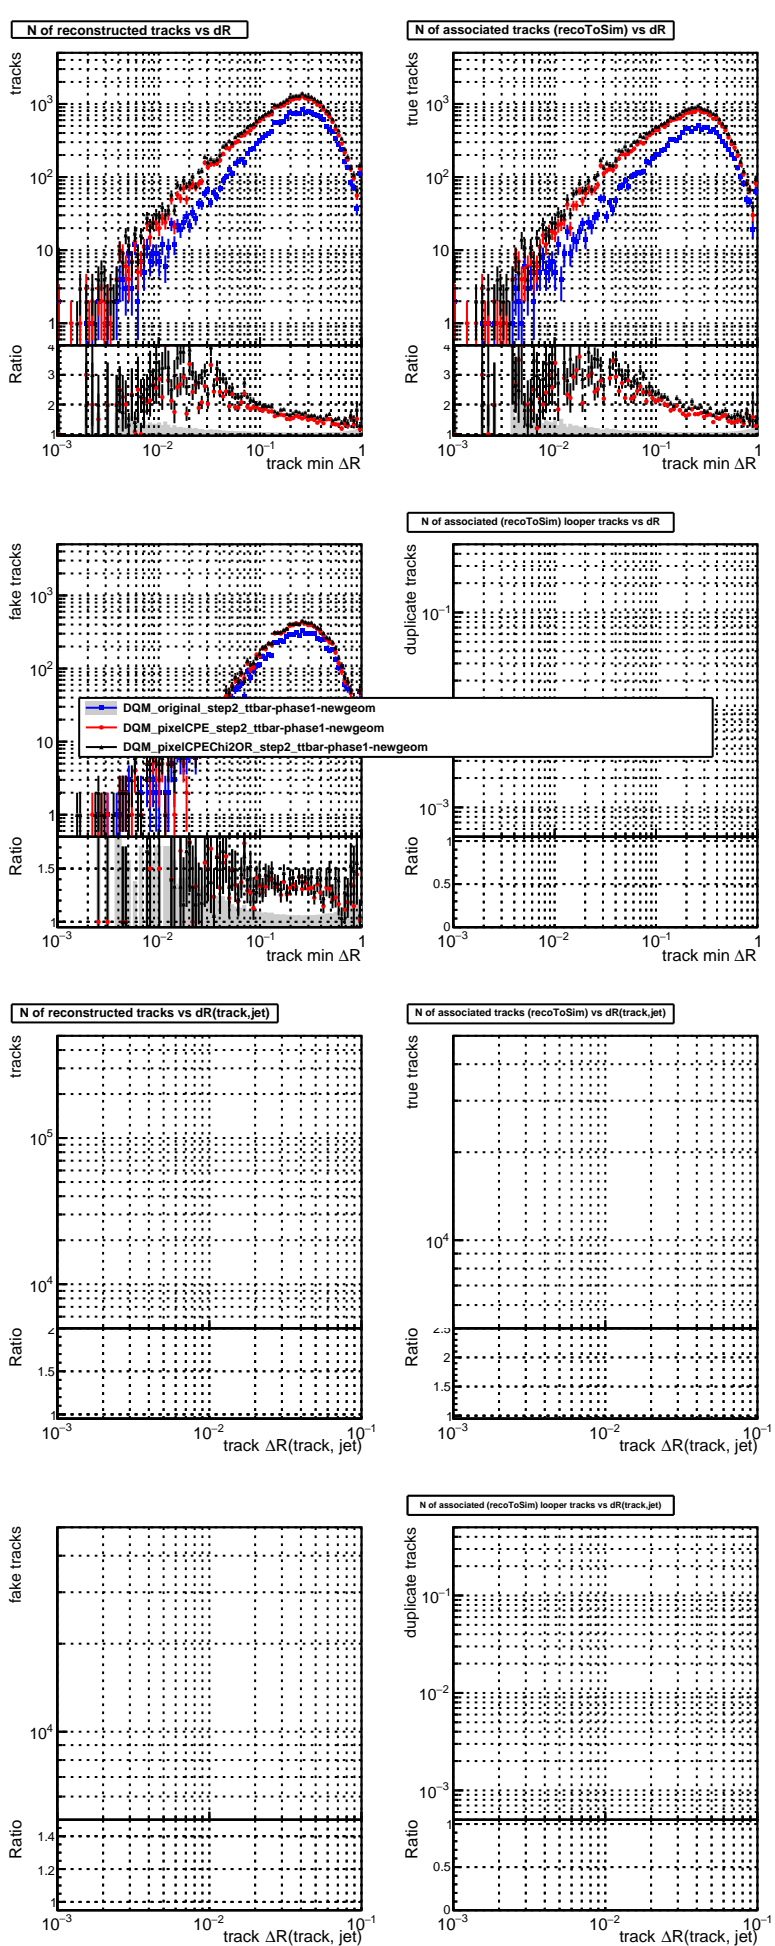 N of reconstructed tracks vs dR
tracks
10³
10²
10
1
Ratio
4
3
2
1
10⁻³
10⁻²
10⁻¹
1
track min ΔR
N of associated tracks (recoToSim) vs dR
true tracks
10³
10²
10
1
Ratio
4
3
2
1
10⁻³
10⁻²
10⁻¹
1
track min ΔR
fake tracks
10³
10²
10
1
Ratio
1.5
1
10⁻³
10⁻²
10⁻¹
1
track min ΔR
N of associated (recoToSim) looper tracks vs dR
duplicate tracks
10⁻¹
10⁻³
Ratio
1
0.5
0
10⁻³
10⁻²
10⁻¹
1
track min ΔR
DQM_original_step2_ttbar-phase1-newgeom
DQM_pixelCPE_step2_ttbar-phase1-newgeom
DQM_pixelCPEChi2OR_step2_ttbar-phase1-newgeom
N of reconstructed tracks vs dR(track,jet)
tracks
10⁵
10⁴
Ratio
2
1.5
1
10⁻³
10⁻²
10⁻¹
track ΔR(track, jet)
N of associated tracks (recoToSim) vs dR(track,jet)
true tracks
10⁴
Ratio
2.5
2
1.5
1
10⁻³
10⁻²
10⁻¹
track ΔR(track, jet)
fake tracks
10⁴
Ratio
1.4
1.2
1
10⁻³
10⁻²
10⁻¹
track ΔR(track, jet)
N of associated (recoToSim) looper tracks vs dR(track,jet)
duplicate tracks
10⁻¹
10⁻²
10⁻³
Ratio
1
0.5
0
10⁻³
10⁻²
10⁻¹
track ΔR(track, jet)